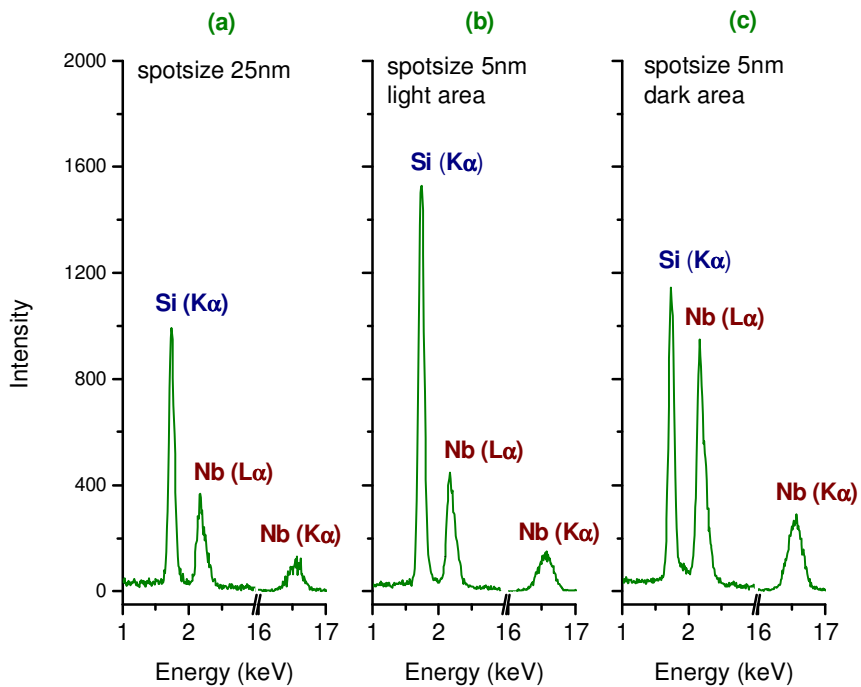 (a)
(b)
(c)
2000
1600
1200
800
400
0
Intensity
spotsize 25nm
Si (Kα)
Nb (Lα)
Nb (Kα)
1
2
16
17
Energy (keV)
spotsize 5nm
light area
Si (Kα)
Nb (Lα)
Nb (Kα)
1
2
16
17
Energy (keV)
spotsize 5nm
dark area
Si (Kα)
Nb (Lα)
Nb (Kα)
1
2
16
17
Energy (keV)